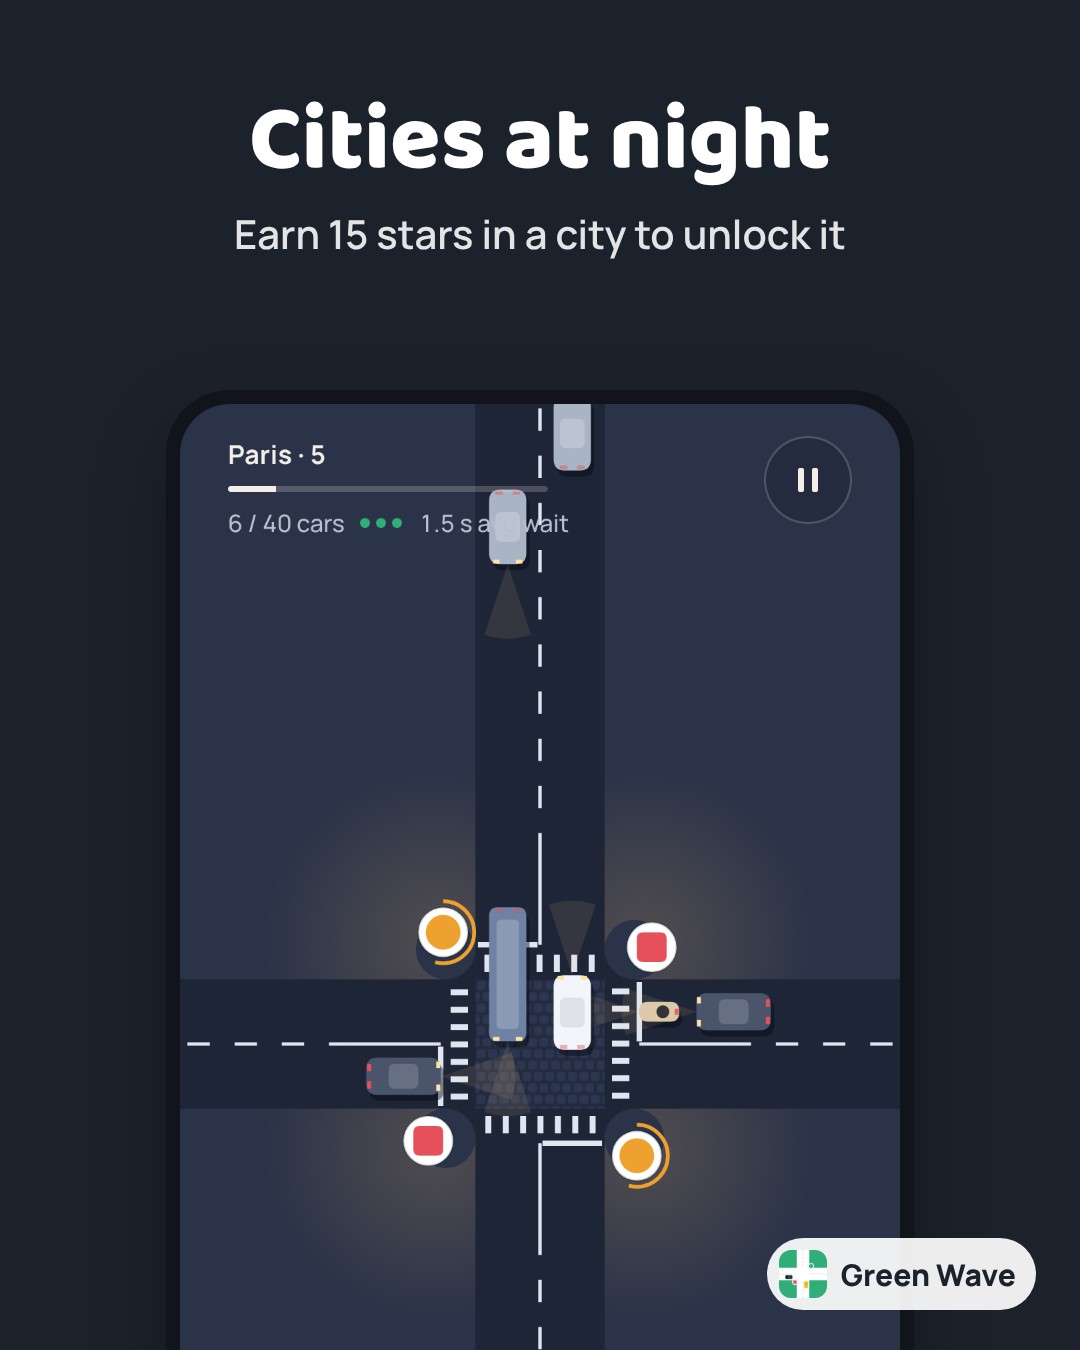 Cities at night
Earn 15 stars in a city to unlock it
Paris · 5
6 / 40 cars 1.5 s wait
Green Wave